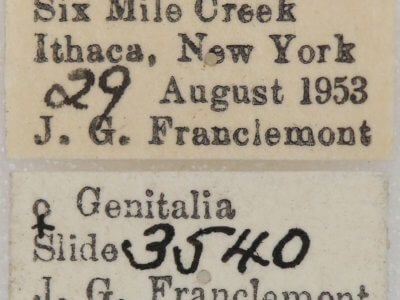 Six Mile Creek
Ithaca, New York
29 August 1953
J. G. Franclemont
♀ Genitalia
Slide 3540
J. G. Franclemont